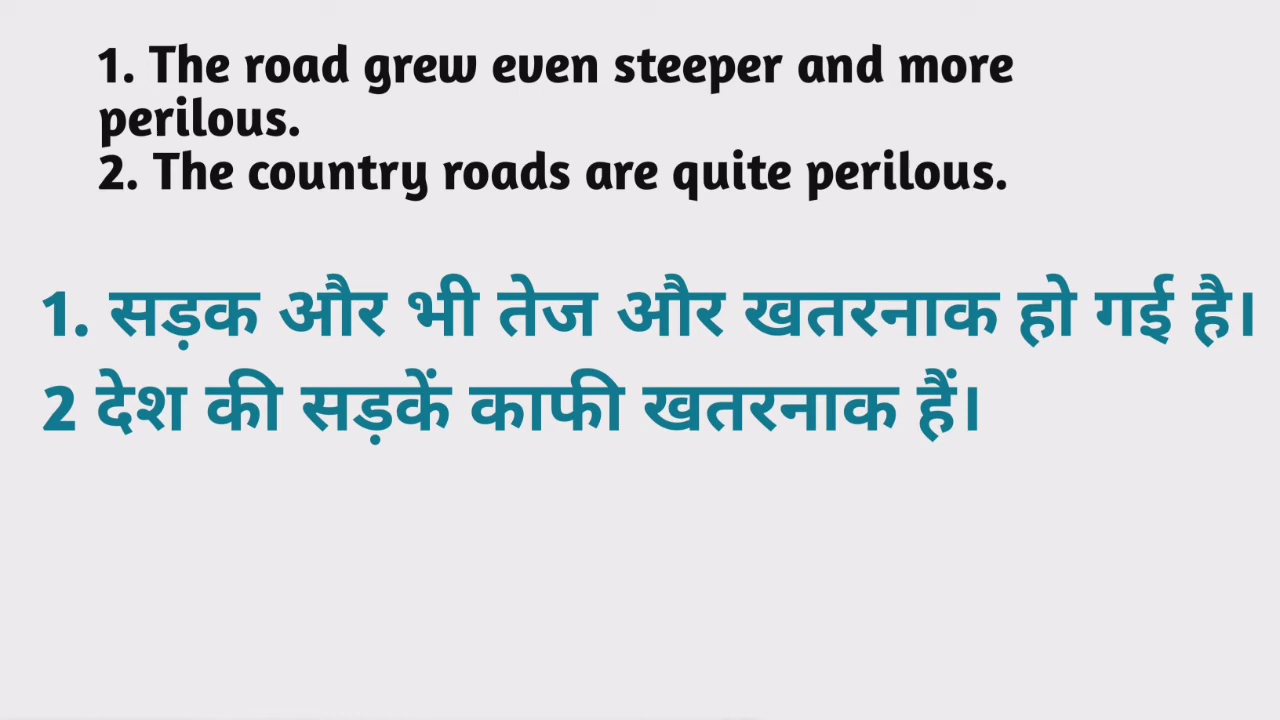 1. The road grew even steeper and more
perilous.
2. The country roads are quite perilous.
1. सड़क और भी तेज और खतरनाक हो गई है।
2 देश की सड़कें काफी खतरनाक हैं।